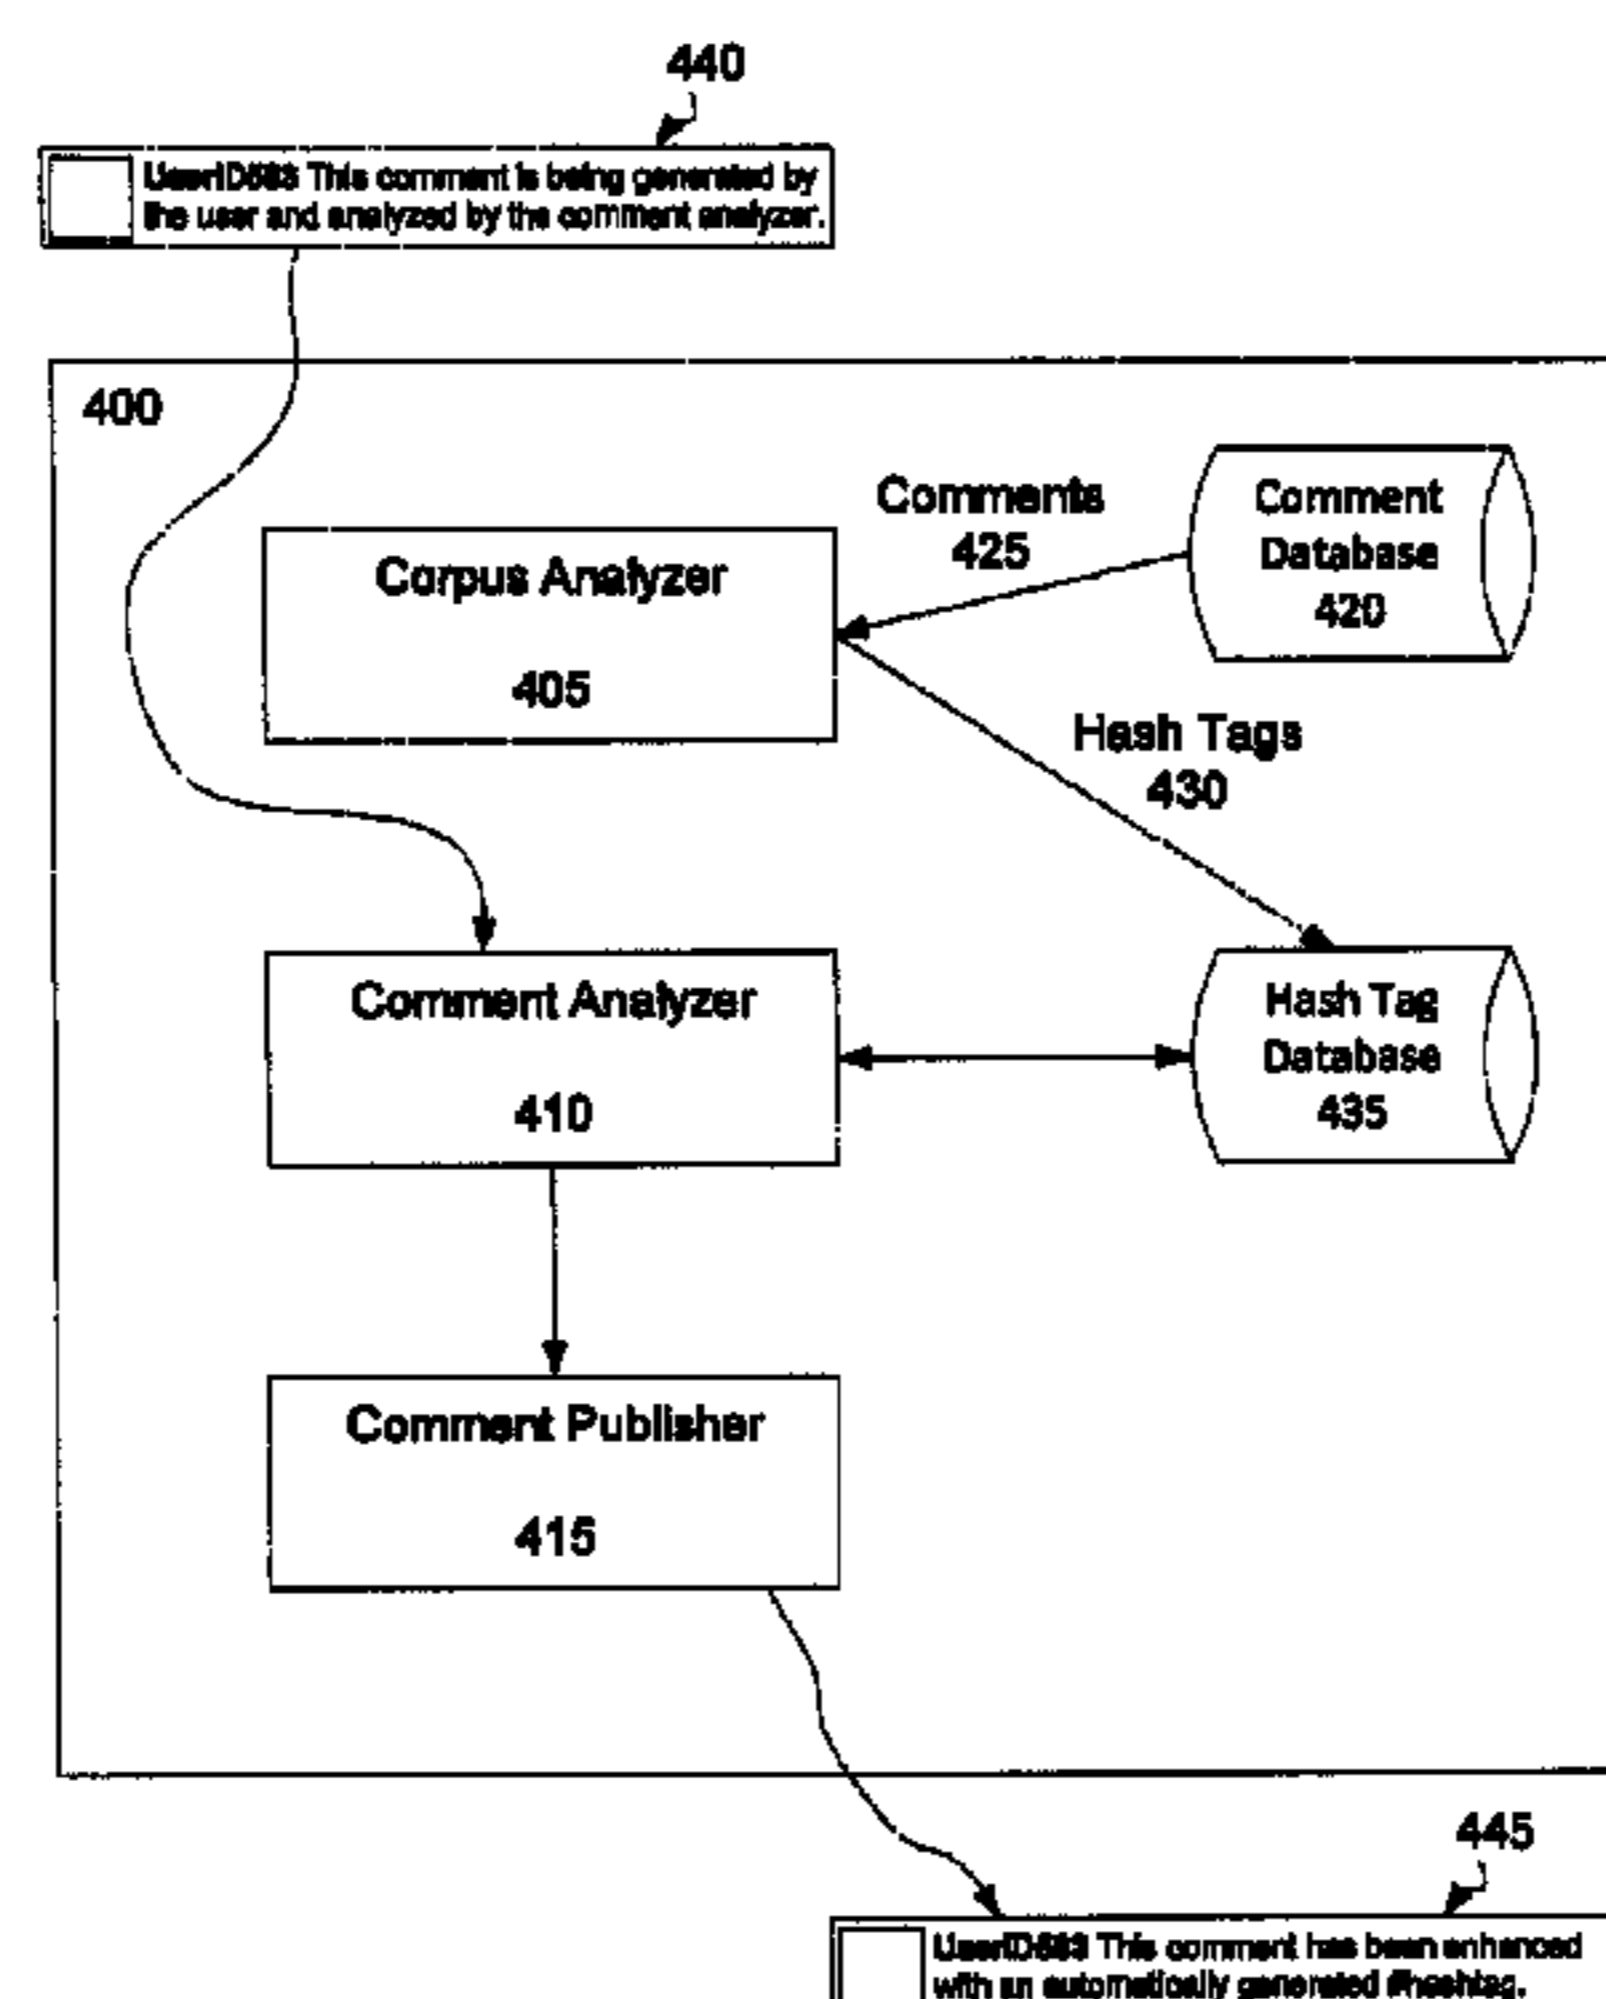 440
This comment is being generated by
the user and analyzed by the comment analyzer.
400
Comments
425
Comment
Database
420
Corpus Analyzer
405
Hash Tags
430
Comment Analyzer
410
Hash Tag
Database
435
Comment Publisher
415
445
This comment has been enhanced
with an automatically generated #hashtag.